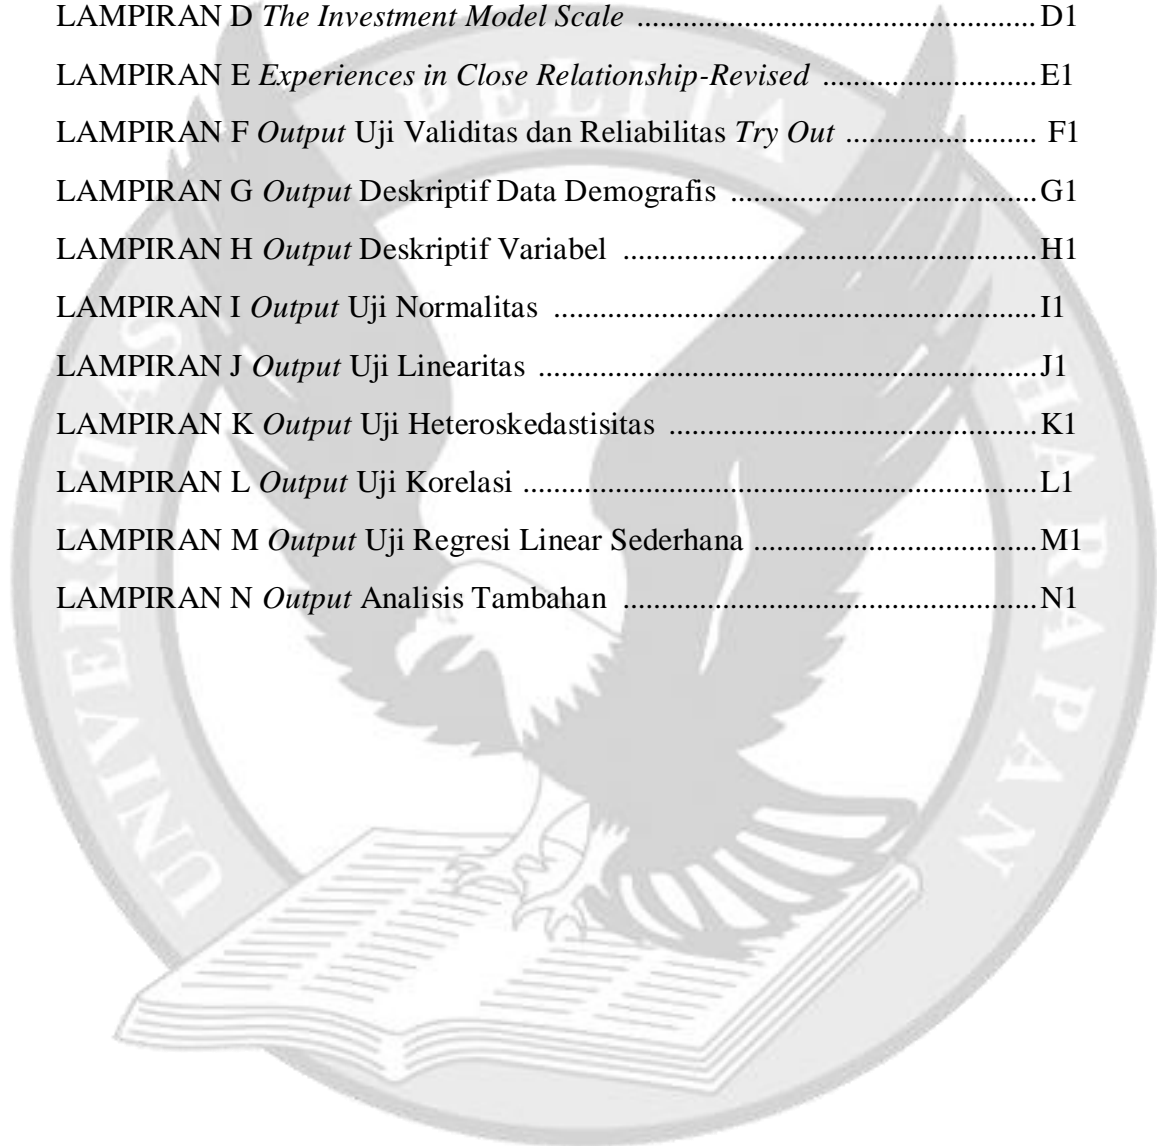 LAMPIRAN D The Investment Model Scale ....................................................D1
LAMPIRAN E Experiences in Close Relationship-Revised ..............................E1
LAMPIRAN F Output Uji Validitas dan Reliabilitas Try Out .......................... F1
LAMPIRAN G Output Deskriptif Data Demografis ..........................................G1
LAMPIRAN H Output Deskriptif Variabel ........................................................H1
LAMPIRAN I Output Uji Normalitas ..................................................................I1
LAMPIRAN J Output Uji Linearitas ....................................................................J1
LAMPIRAN K Output Uji Heteroskedastisitas ..................................................K1
LAMPIRAN L Output Uji Korelasi ......................................................................L1
LAMPIRAN M Output Uji Regresi Linear Sederhana .......................................M1
LAMPIRAN N Output Analisis Tambahan ........................................................N1
UNIVERSITAS PELITA HARAPAN